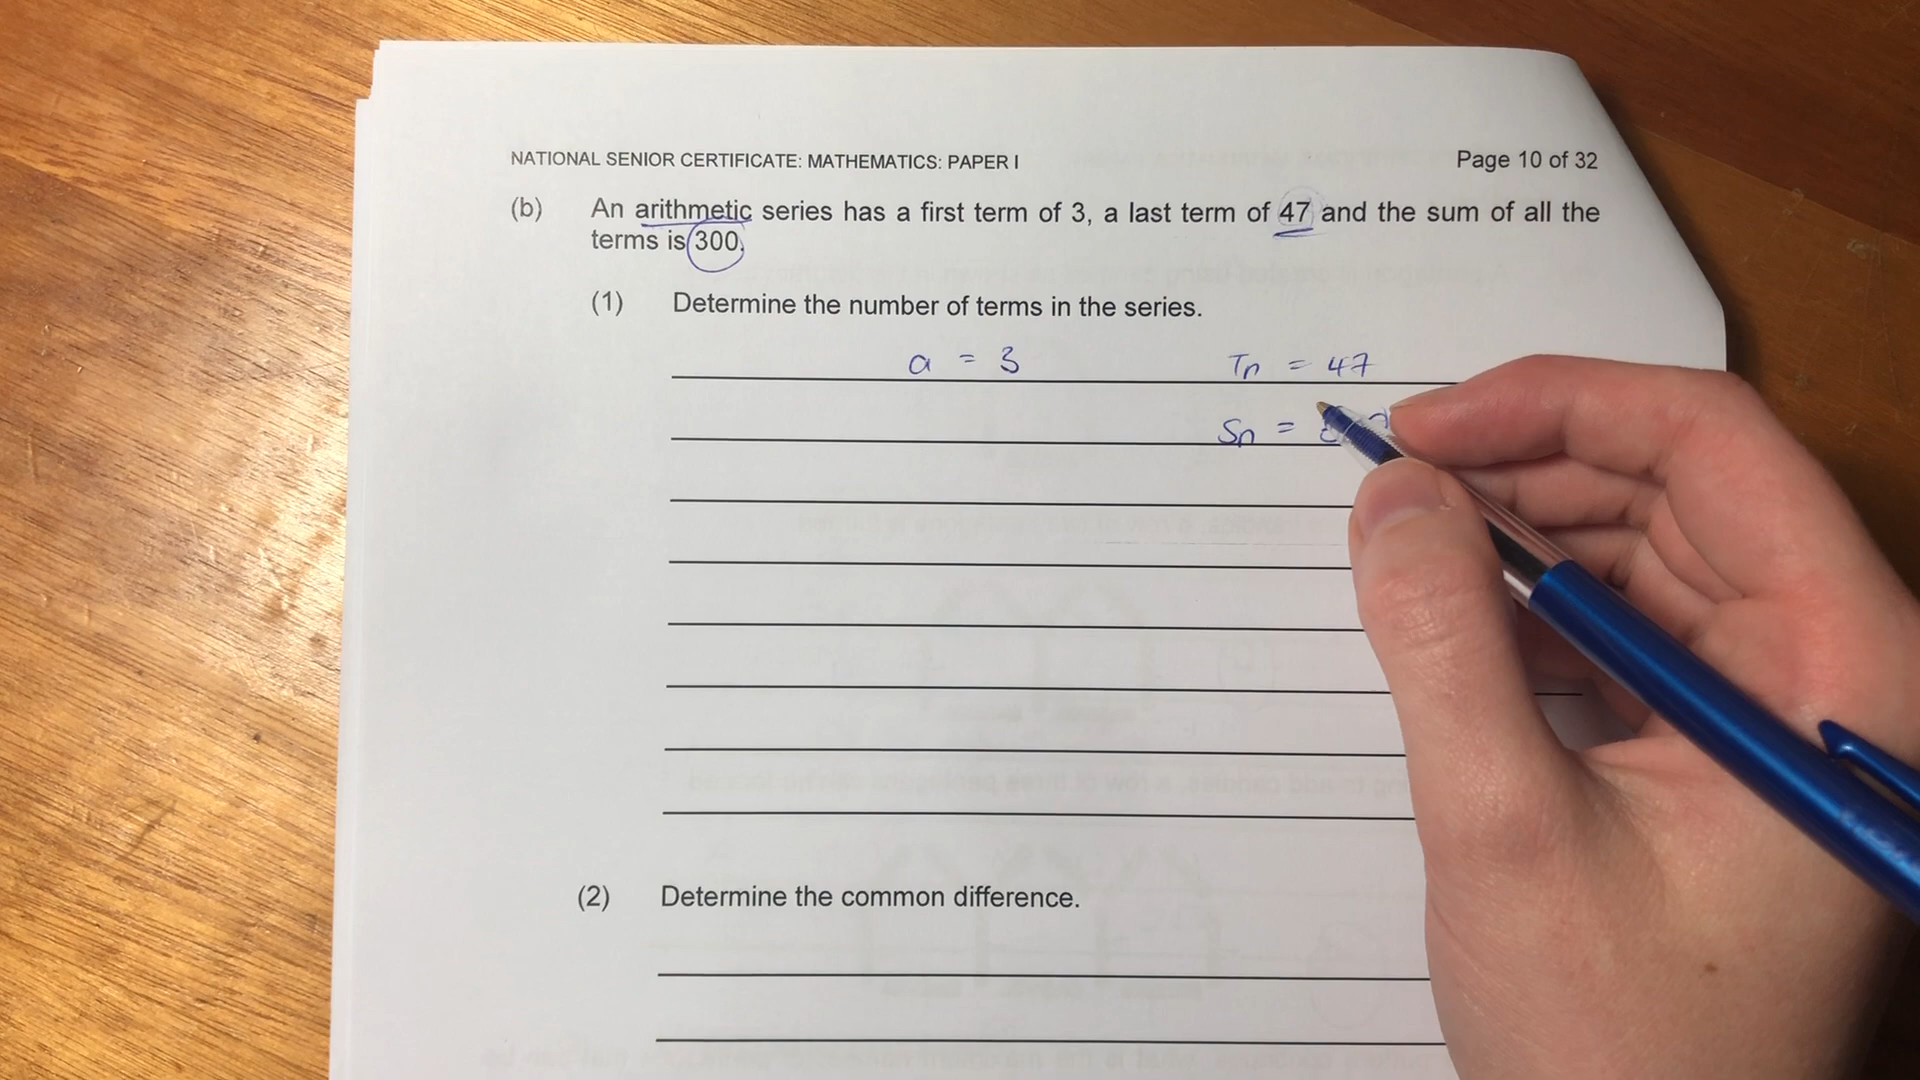 NATIONAL SENIOR CERTIFICATE: MATHEMATICS: PAPER I Page 10 of 32
(b) An arithmetic series has a first term of 3, a last term of 47 and the sum of all the
terms is 300.
(1) Determine the number of terms in the series.
a = 3 Tn = 47
Sn =
(2) Determine the common difference.